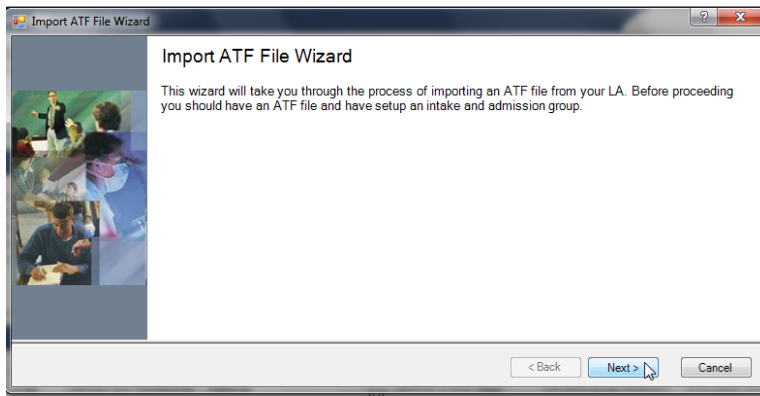 Import ATF File Wizard
Import ATF File Wizard
This wizard will take you through the process of importing an ATF file from your LA. Before proceeding
you should have an ATF file and have setup an intake and admission group.
< Back Next > Cancel